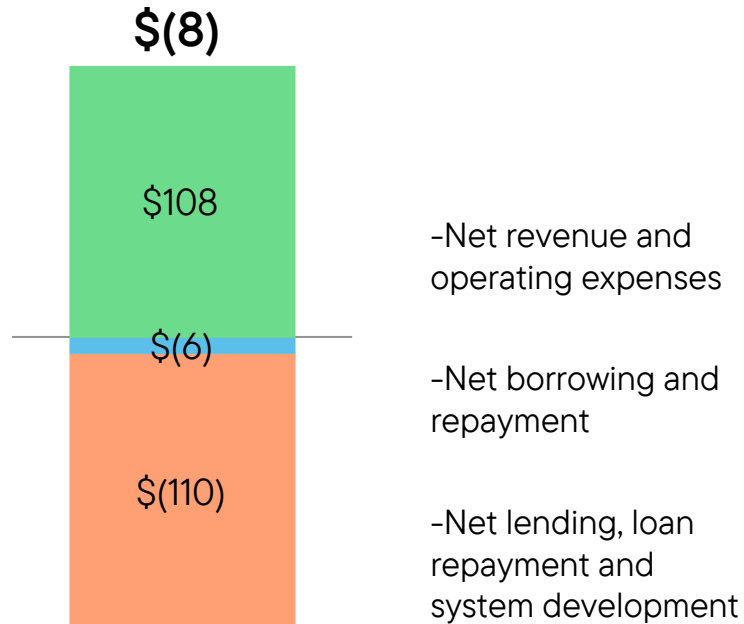 $(8)
$108
-Net revenue and
operating expenses
$(6)
-Net borrowing and
repayment
$(110)
-Net lending, loan
repayment and
system development